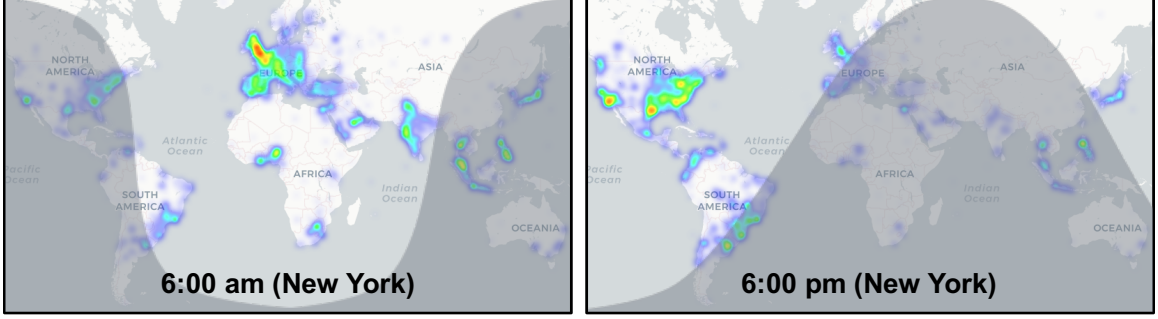 NORTH
AMERICA
EUROPE
ASIA
Atlantic
Ocean
Pacific
Ocean
AFRICA
SOUTH
AMERICA
Indian
Ocean
OCEANIA
6:00 am (New York)
NORTH
AMERICA
EUROPE
ASIA
Atlantic
Ocean
Pacific
Ocean
AFRICA
SOUTH
AMERICA
Indian
Ocean
OCEANIA
6:00 pm (New York)